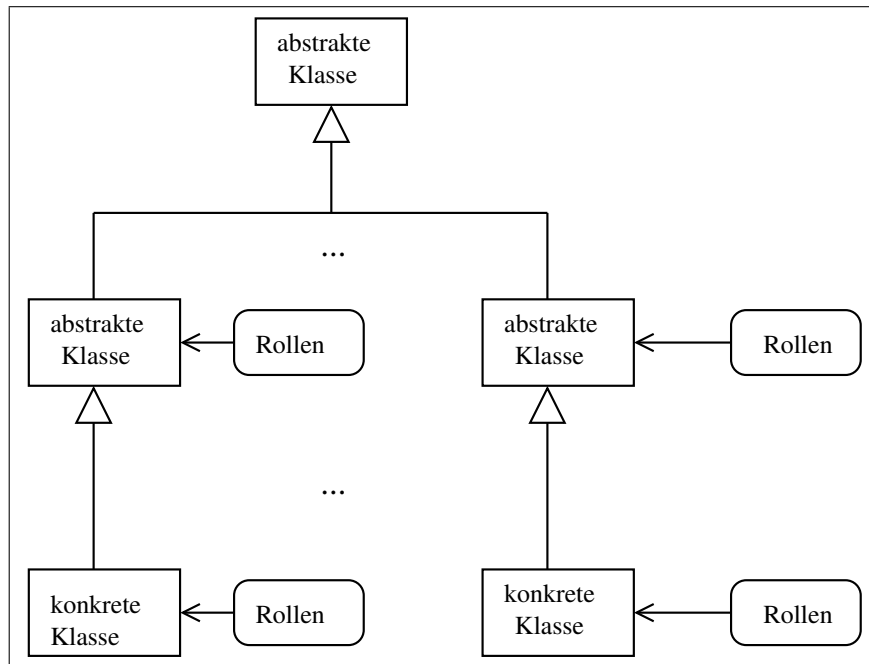 abstrakte
Klasse
...
abstrakte
Klasse
Rollen
abstrakte
Klasse
Rollen
...
konkrete
Klasse
Rollen
konkrete
Klasse
Rollen